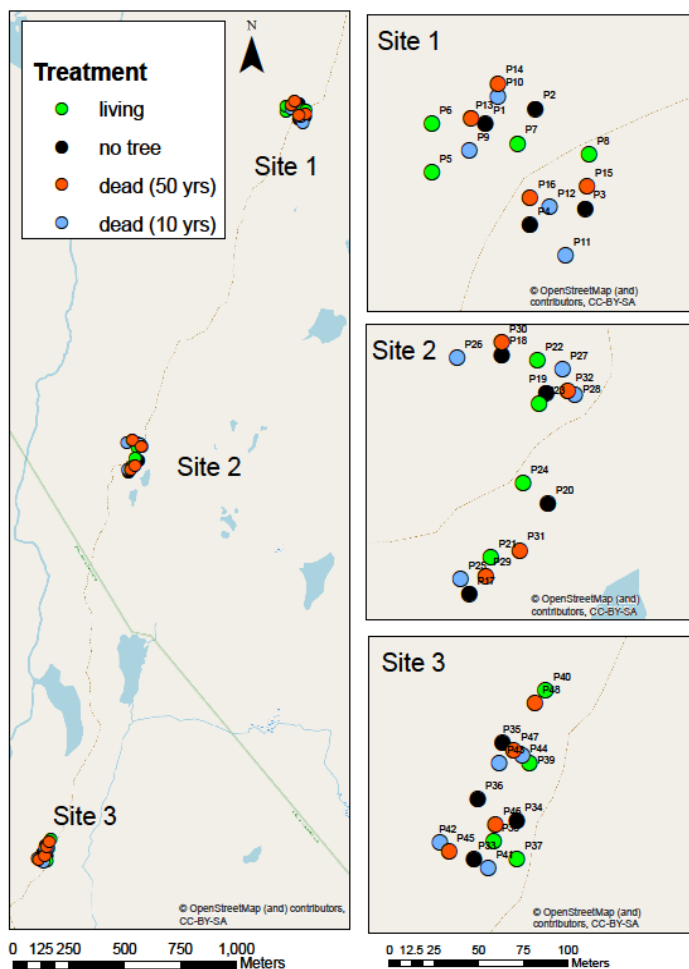 N
Treatment
living
no tree
dead (50 yrs)
dead (10 yrs)
Site 1
Site 2
Site 3
© OpenStreetMap (and) contributors,
CC-BY-SA
0 125 250 500 750 1,000
Meters
Site 1
P14
P10
P2
P13
P1
P6
P7
P9
P8
P5
P15
P16
P12
P3
P4
P11
© OpenStreetMap (and)
contributors, CC-BY-SA
Site 2
P30
P18
P26
P22
P27
P19
P32
P23
P28
P24
P20
P31
P21
P29
P25
P17
© OpenStreetMap (and)
contributors, CC-BY-SA
Site 3
P40
P48
P35
P47
P43
P44
P39
P36
P46
P34
P38
P42
P45
P33
P41
P37
© OpenStreetMap (and)
contributors, CC-BY-SA
0 12.5 25 50 75 100
Meters